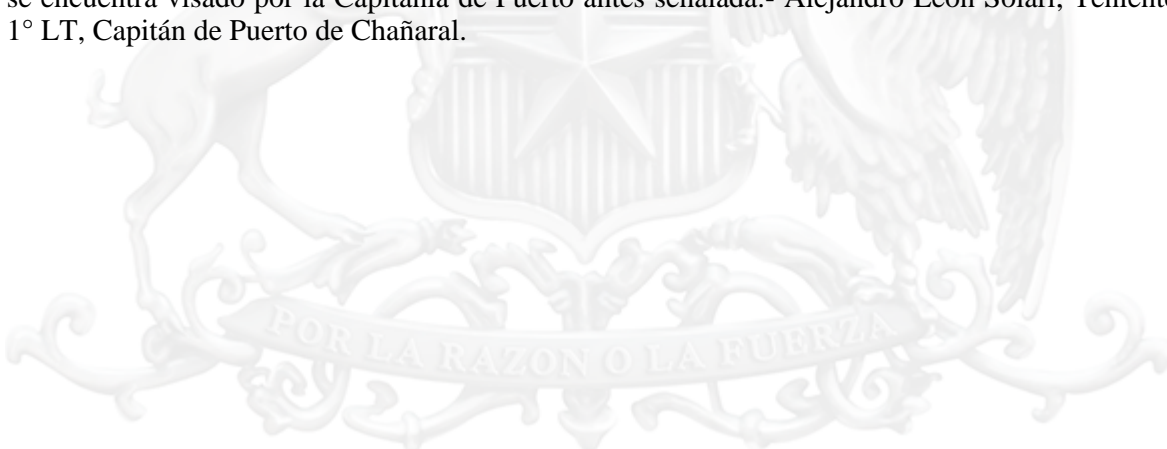 se encuentra visado por la Capitanía de Puerto antes señalada.- Alejandro León Solari, Teniente
1° LT, Capitán de Puerto de Chañaral.
POR LA RAZON O LA FUERZA